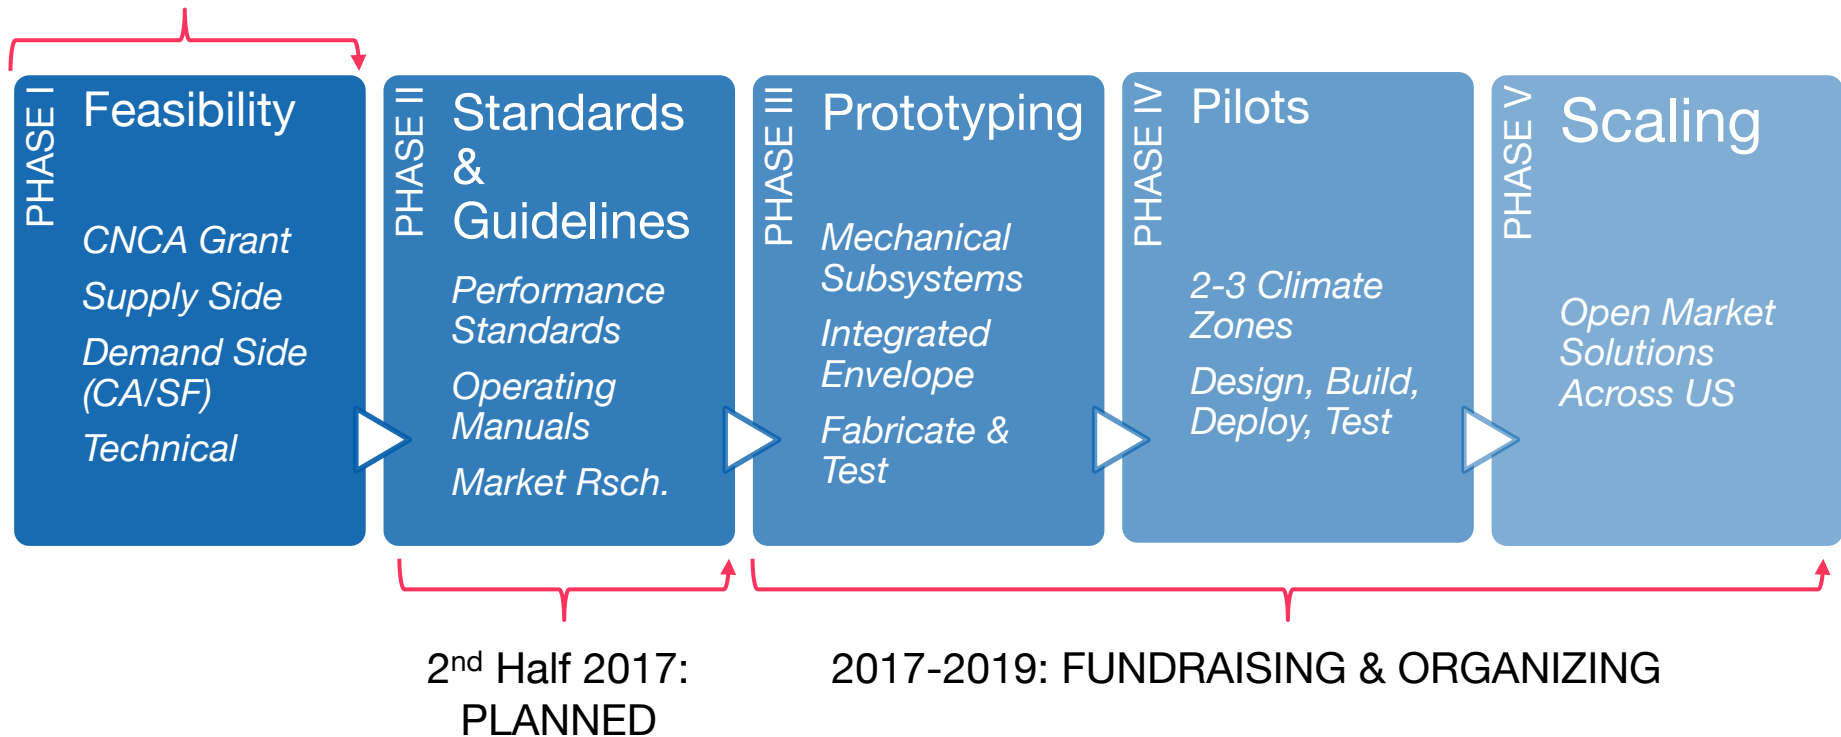 PHASE I
Feasibility
CNCA Grant
Supply Side
Demand Side
(CA/SF)
Technical
PHASE II
Standards
&
Guidelines
Performance
Standards
Operating
Manuals
Market Rsch.
PHASE III
Prototyping
Mechanical
Subsystems
Integrated
Envelope
Fabricate &
Test
PHASE IV
Pilots
2-3 Climate
Zones
Design, Build,
Deploy, Test
PHASE V
Scaling
Open Market
Solutions
Across US
2nd Half 2017:
PLANNED
2017-2019: FUNDRAISING & ORGANIZING